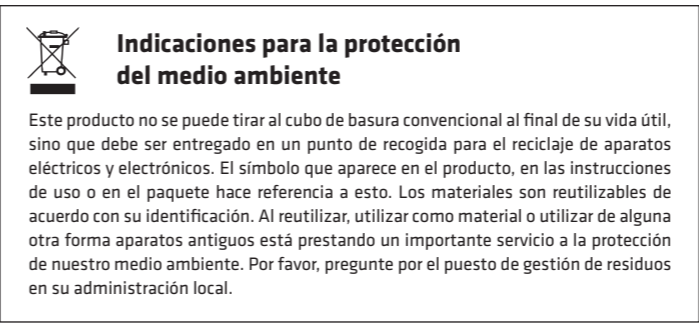 Indicaciones para la protección
del medio ambiente
Este producto no se puede tirar al cubo de basura convencional al final de su vida útil,
sino que debe ser entregado en un punto de recogida para el reciclaje de aparatos
eléctricos y electrónicos. El símbolo que aparece en el producto, en las instrucciones
de uso o en el paquete hace referencia a esto. Los materiales son reutilizables de
acuerdo con su identificación. Al reutilizar, utilizar como material o utilizar de alguna
otra forma aparatos antiguos está prestando un importante servicio a la protección
de nuestro medio ambiente. Por favor, pregunte por el puesto de gestión de residuos
en su administración local.